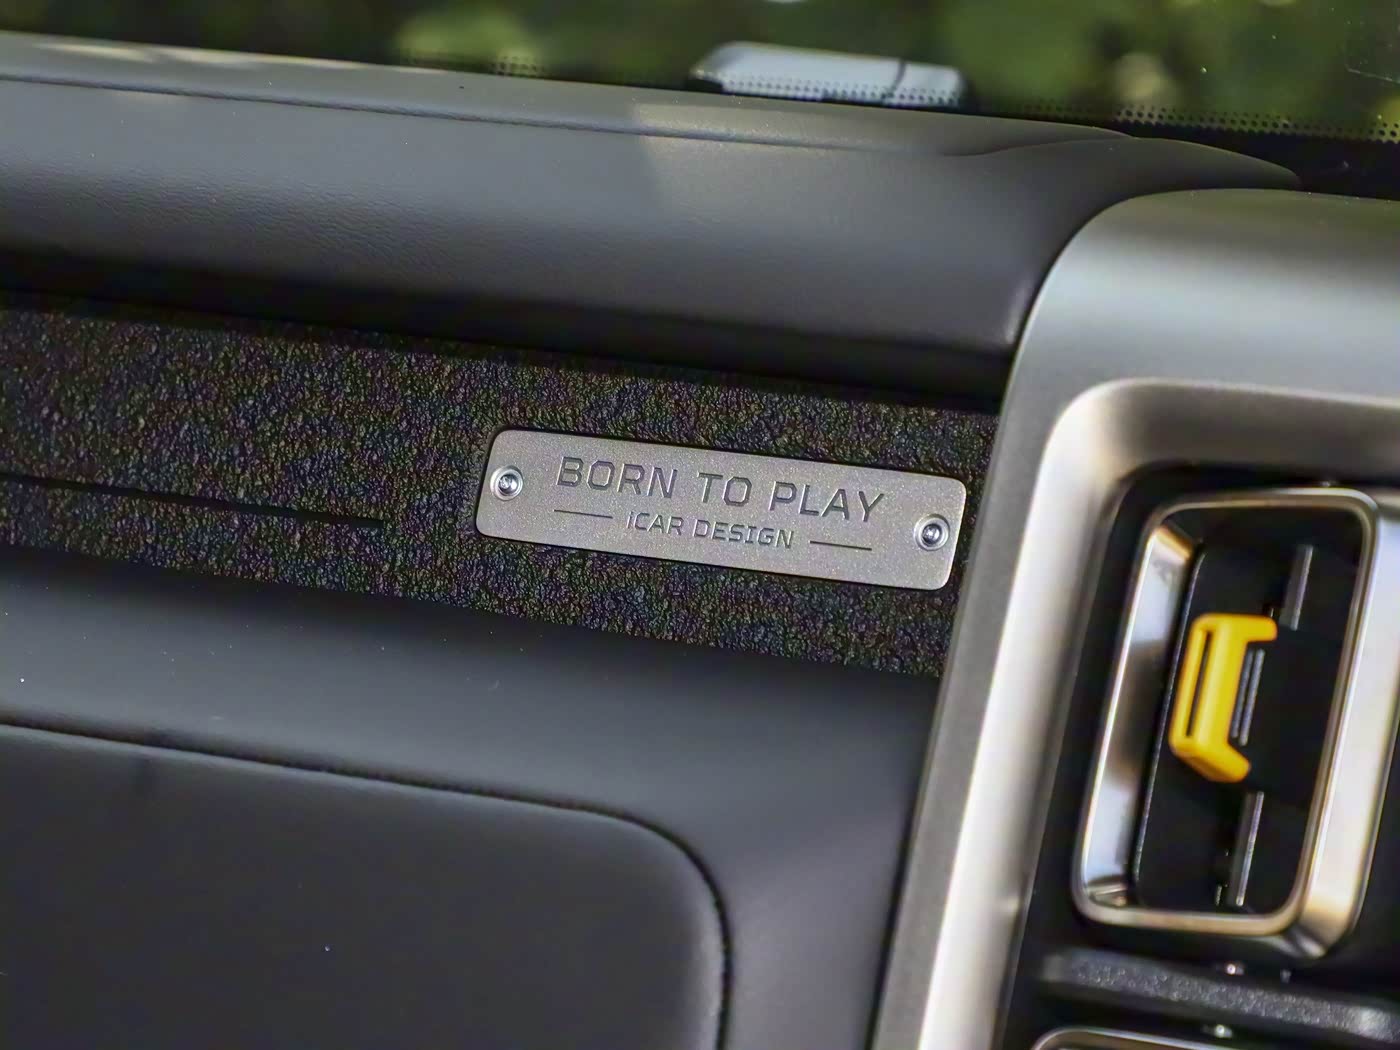 BORN TO PLAY
iCAR DESIGN